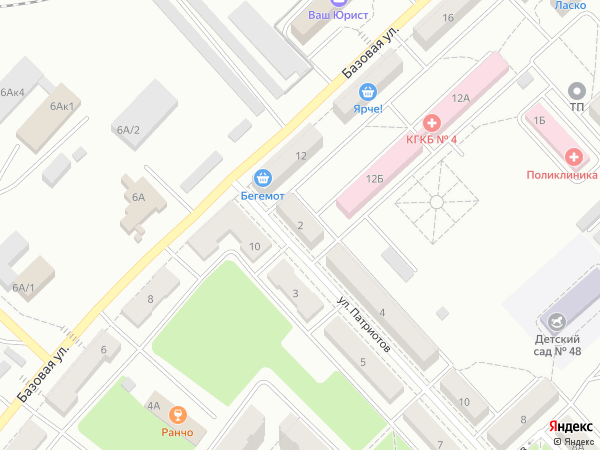 Ваш Юрист
16
Ласко
Базовая ул.
6Ак4
6Ак1
6А/2
Ярче!
12А
КГКБ № 4
ТП
1Б
Поликлиника
12
12Б
Бегемот
6А
2
10
6А/1
8
3
ул. Патриотов
4
Детский
сад № 48
Базовая ул.
6
5
4А
Ранчо
10
8
7
8А
Яндекс
© Яндекс